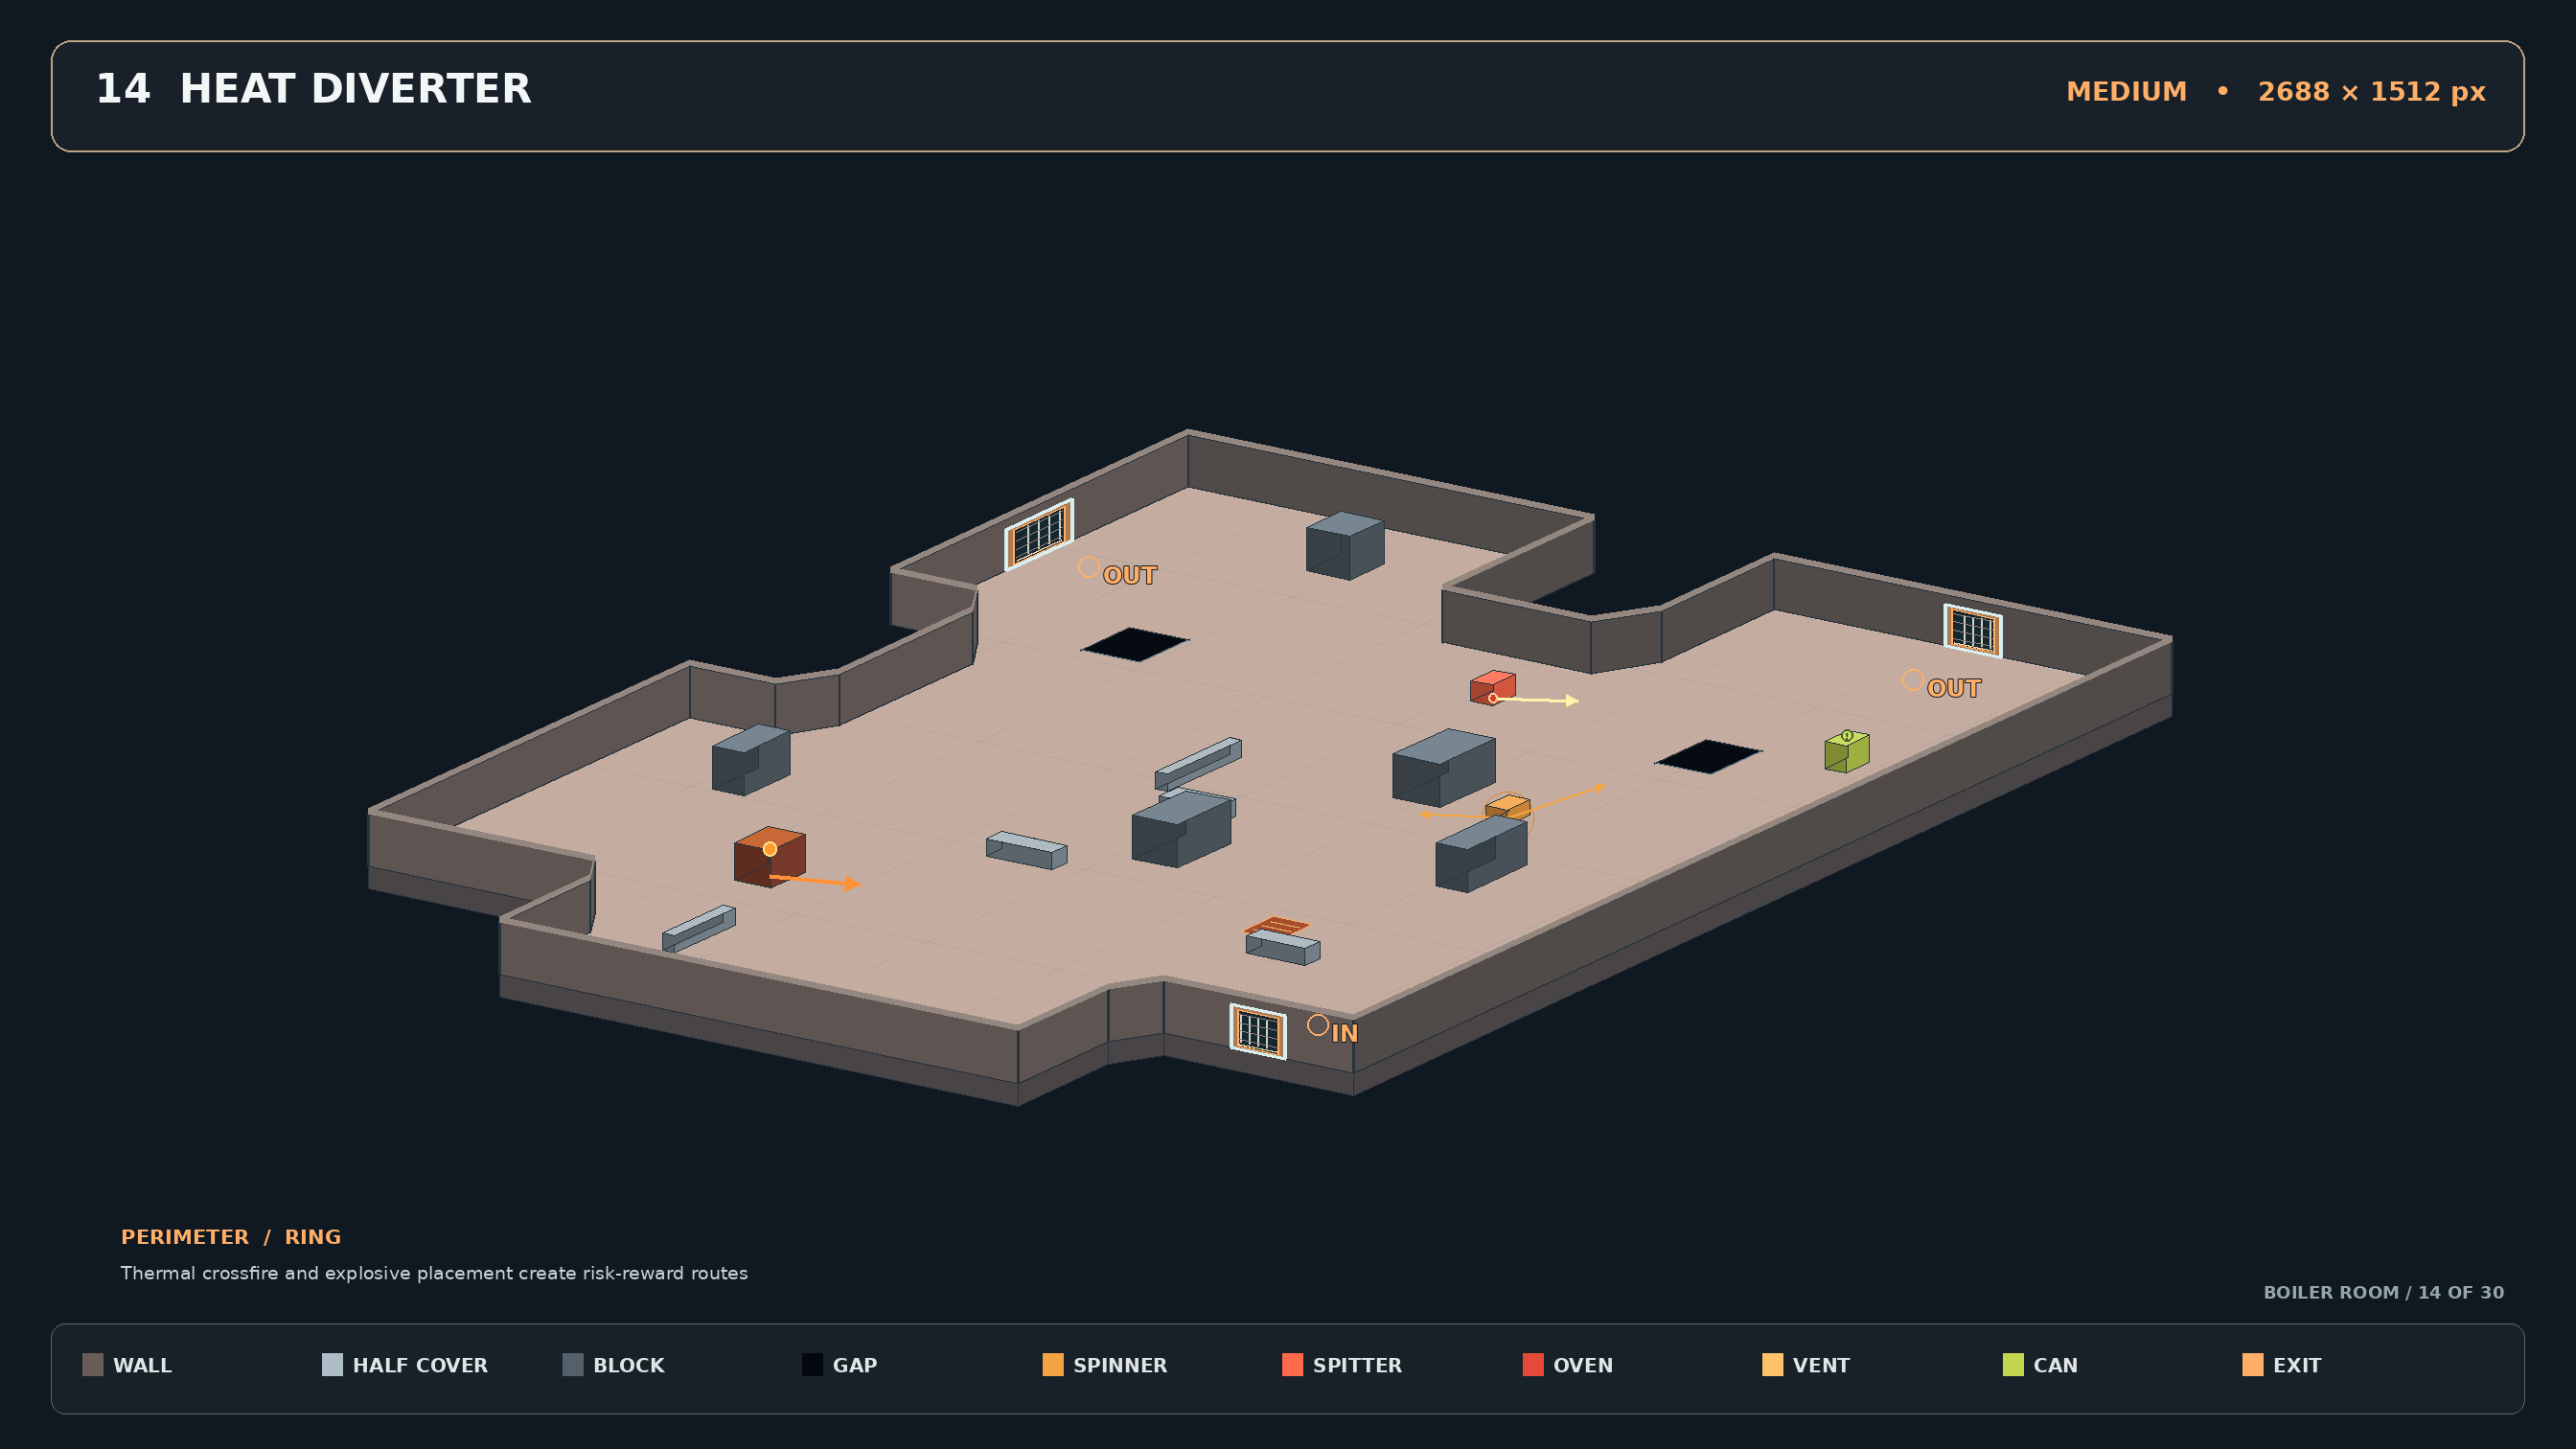 14 HEAT DIVERTER
MEDIUM • 2688 × 1512 px
OUT
OUT
IN
PERIMETER / RING
Thermal crossfire and explosive placement create risk-reward routes
BOILER ROOM / 14 OF 30
WALL HALF COVER BLOCK GAP SPINNER SPITTER OVEN VENT CAN EXIT